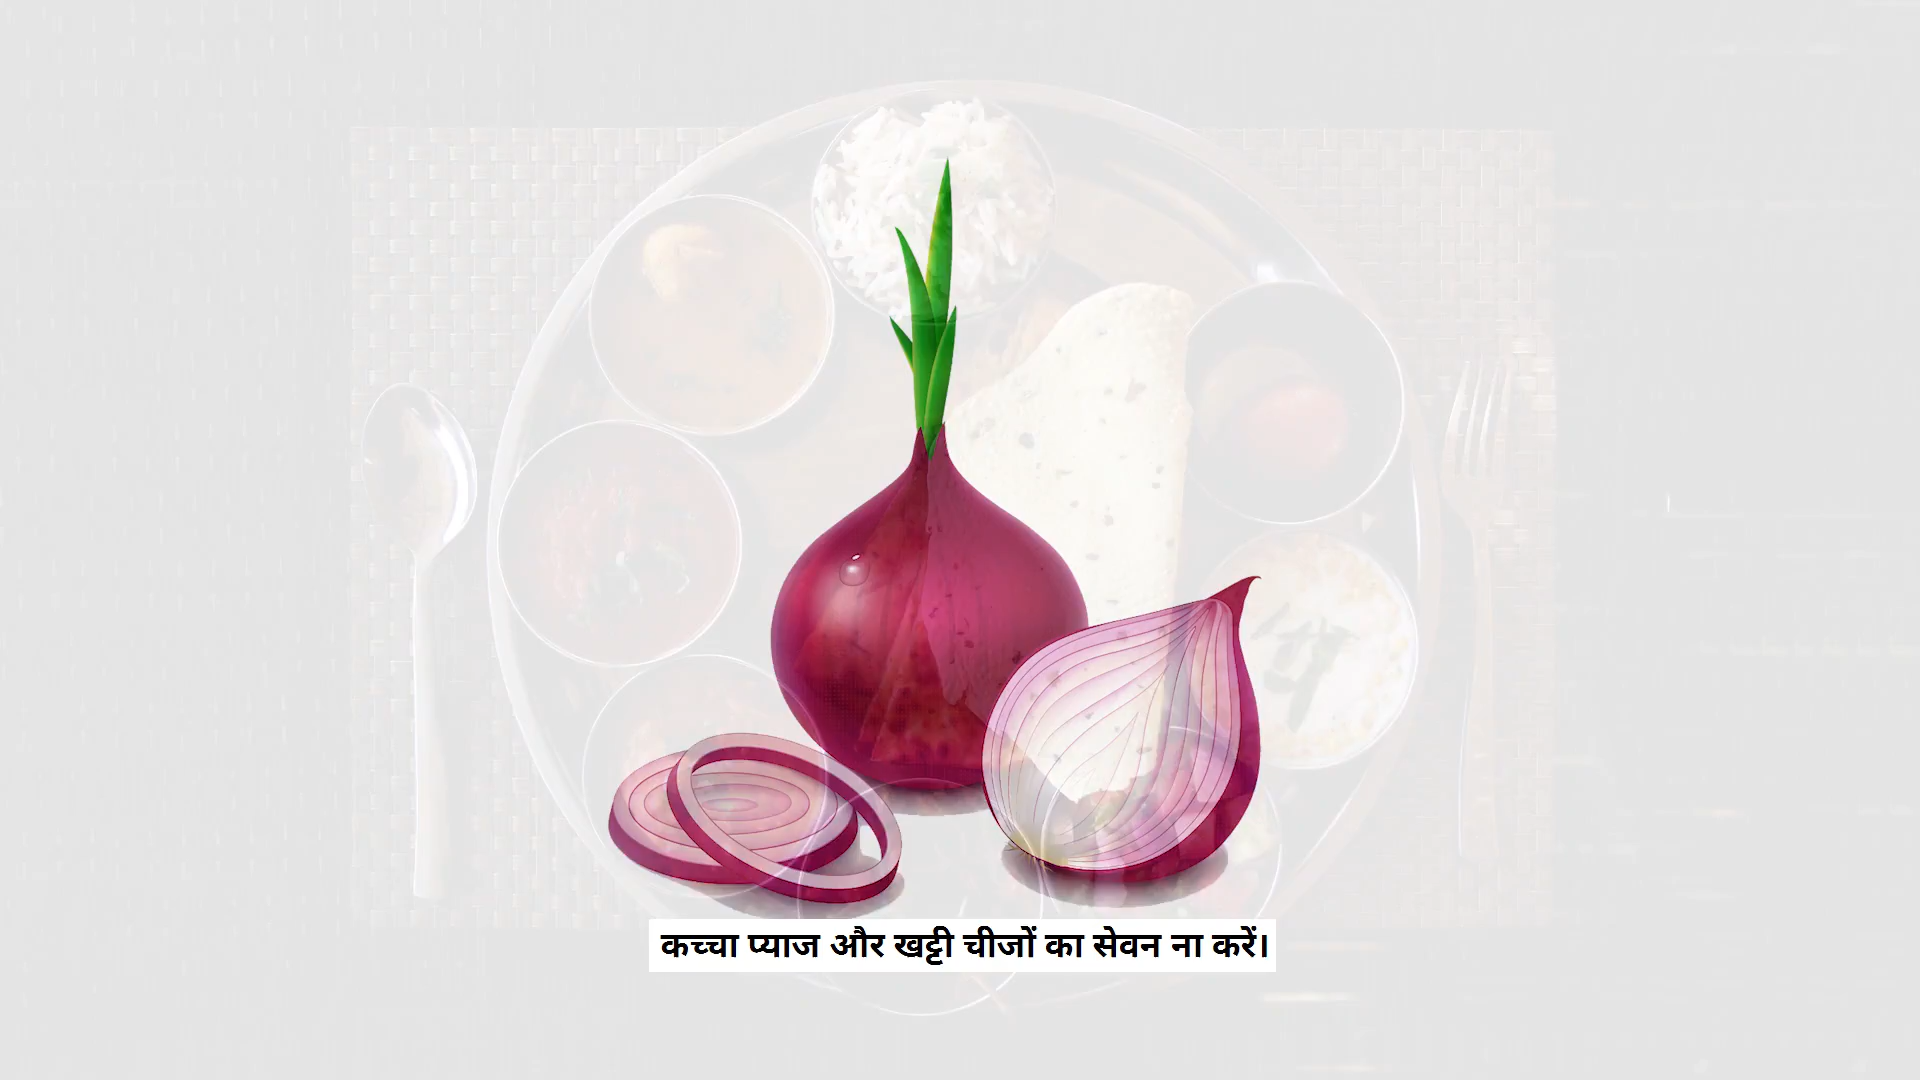 कच्चा प्याज और खट्टी चीजों का सेवन ना करें।